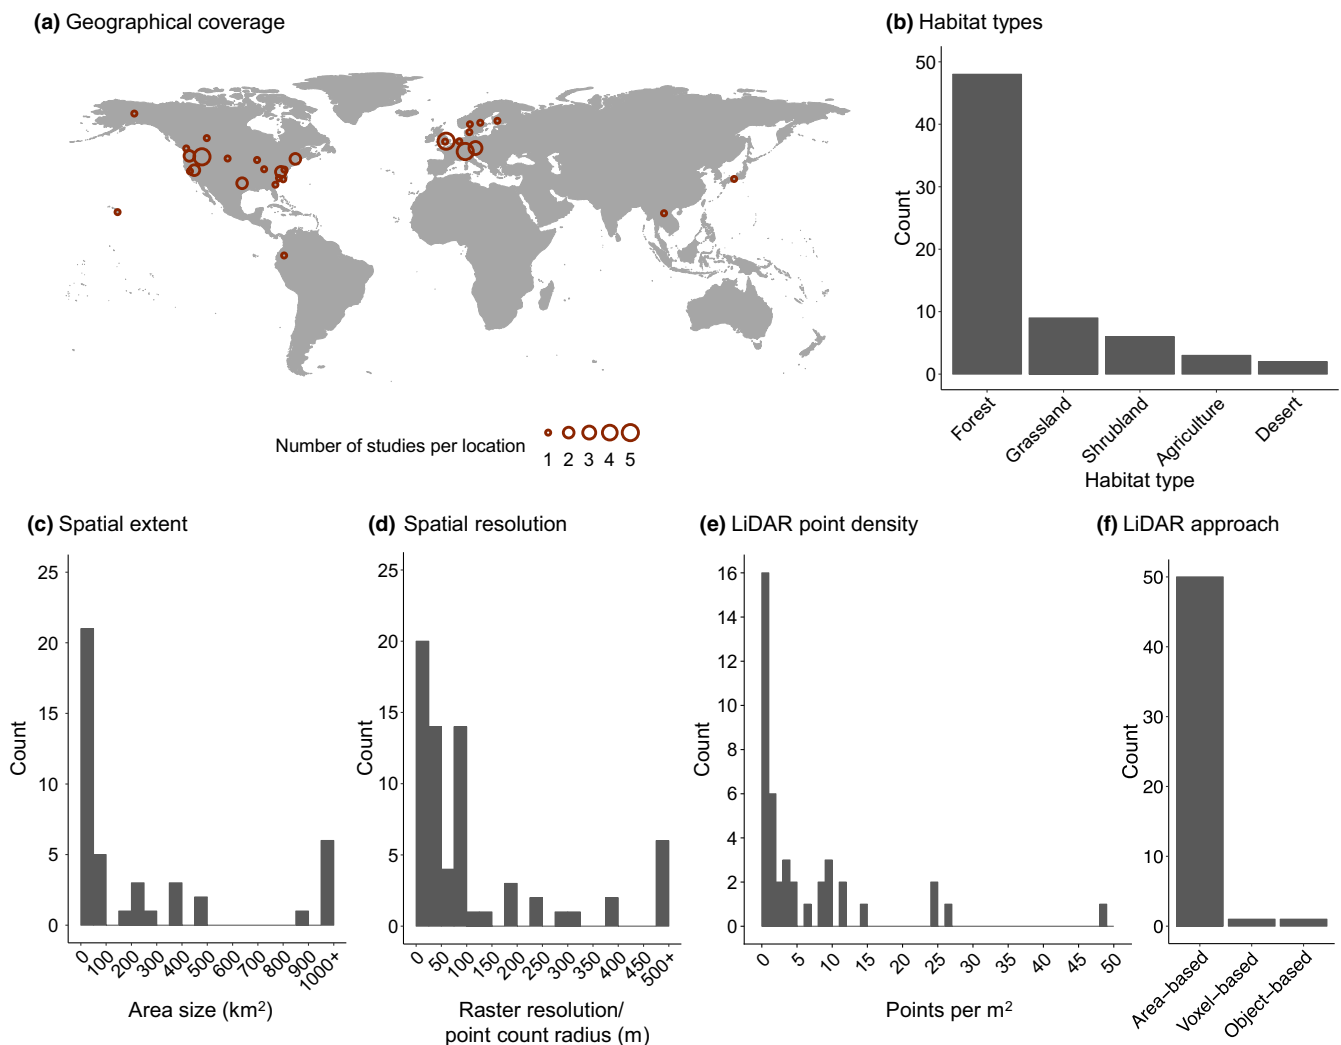 (a) Geographical coverage
Number of studies per location
1 2 3 4 5
(b) Habitat types
Count
50
40
30
20
10
0
Forest
Grassland
Shrubland
Agriculture
Desert
Habitat type
(c) Spatial extent
Count
25
20
15
10
5
0
0 100 200 300 400 500 600 700 800 900 1000+
Area size (km²)
(d) Spatial resolution
Count
25
20
15
10
5
0
0 50 100 150 200 250 300 350 400 450 500+
Raster resolution/
point count radius (m)
(e) LiDAR point density
Count
16
14
12
10
8
6
4
2
0
0 5 10 15 20 25 30 35 40 45 50
Points per m²
(f) LiDAR approach
Count
50
40
30
20
10
0
Area–based
Voxel–based
Object–based